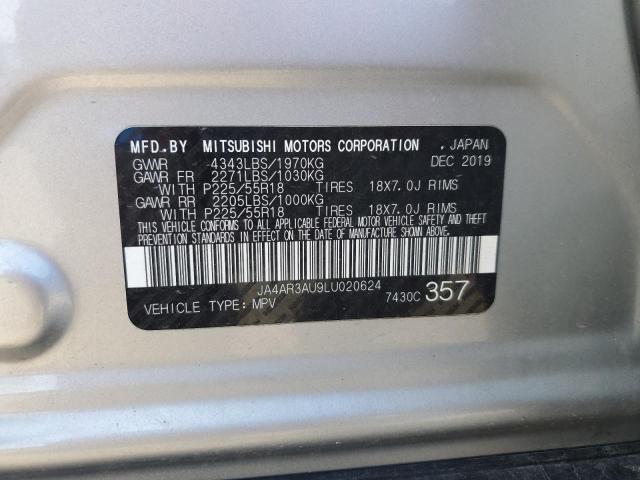 MFD.BY MITSUBISHI MOTORS CORPORATION , JAPAN
GVWR 4343LBS/1970KG DEC 2019
GAWR FR 2271LBS/1030KG
WITH P225/55R18 TIRES 18X7.0J RIMS
GAWR RR 2205LBS/1000KG
WITH P225/55R18 TIRES 18X7.0J RIMS
THIS VEHICLE CONFORMS TO ALL APPLICABLE FEDERAL MOTOR VEHICLE SAFETY AND THEFT
PREVENTION STANDARDS IN EFFECT ON THE DATE OF MANUFACTURE SHOWN ABOVE.
JA4AR3AU9LU020624
VEHICLE TYPE: MPV 7430C 357